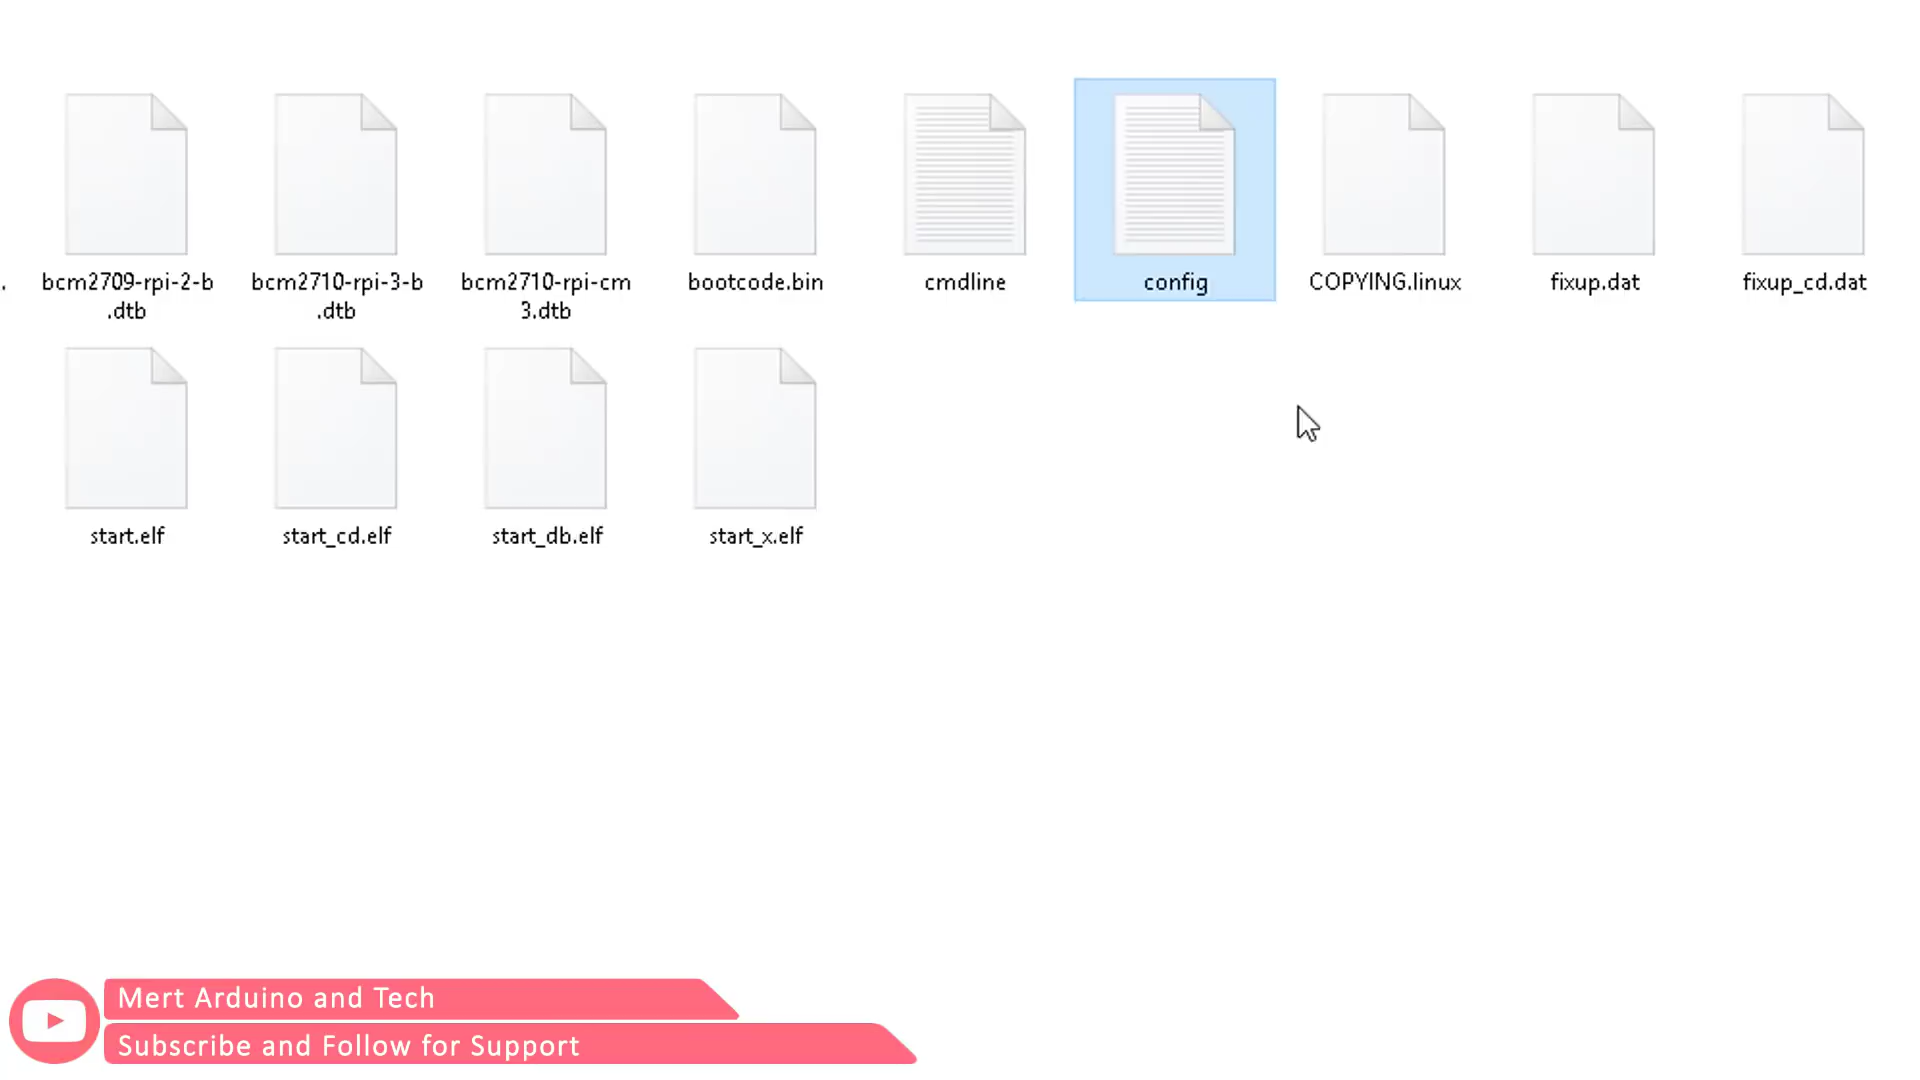 .
bcm2709-rpi-2-b
.dtb
bcm2710-rpi-3-b
.dtb
bcm2710-rpi-cm
3.dtb
bootcode.bin
cmdline
config
COPYING.linux
fixup.dat
fixup_cd.dat
start.elf
start_cd.elf
start_db.elf
start_x.elf
Mert Arduino and Tech
Subscribe and Follow for Support